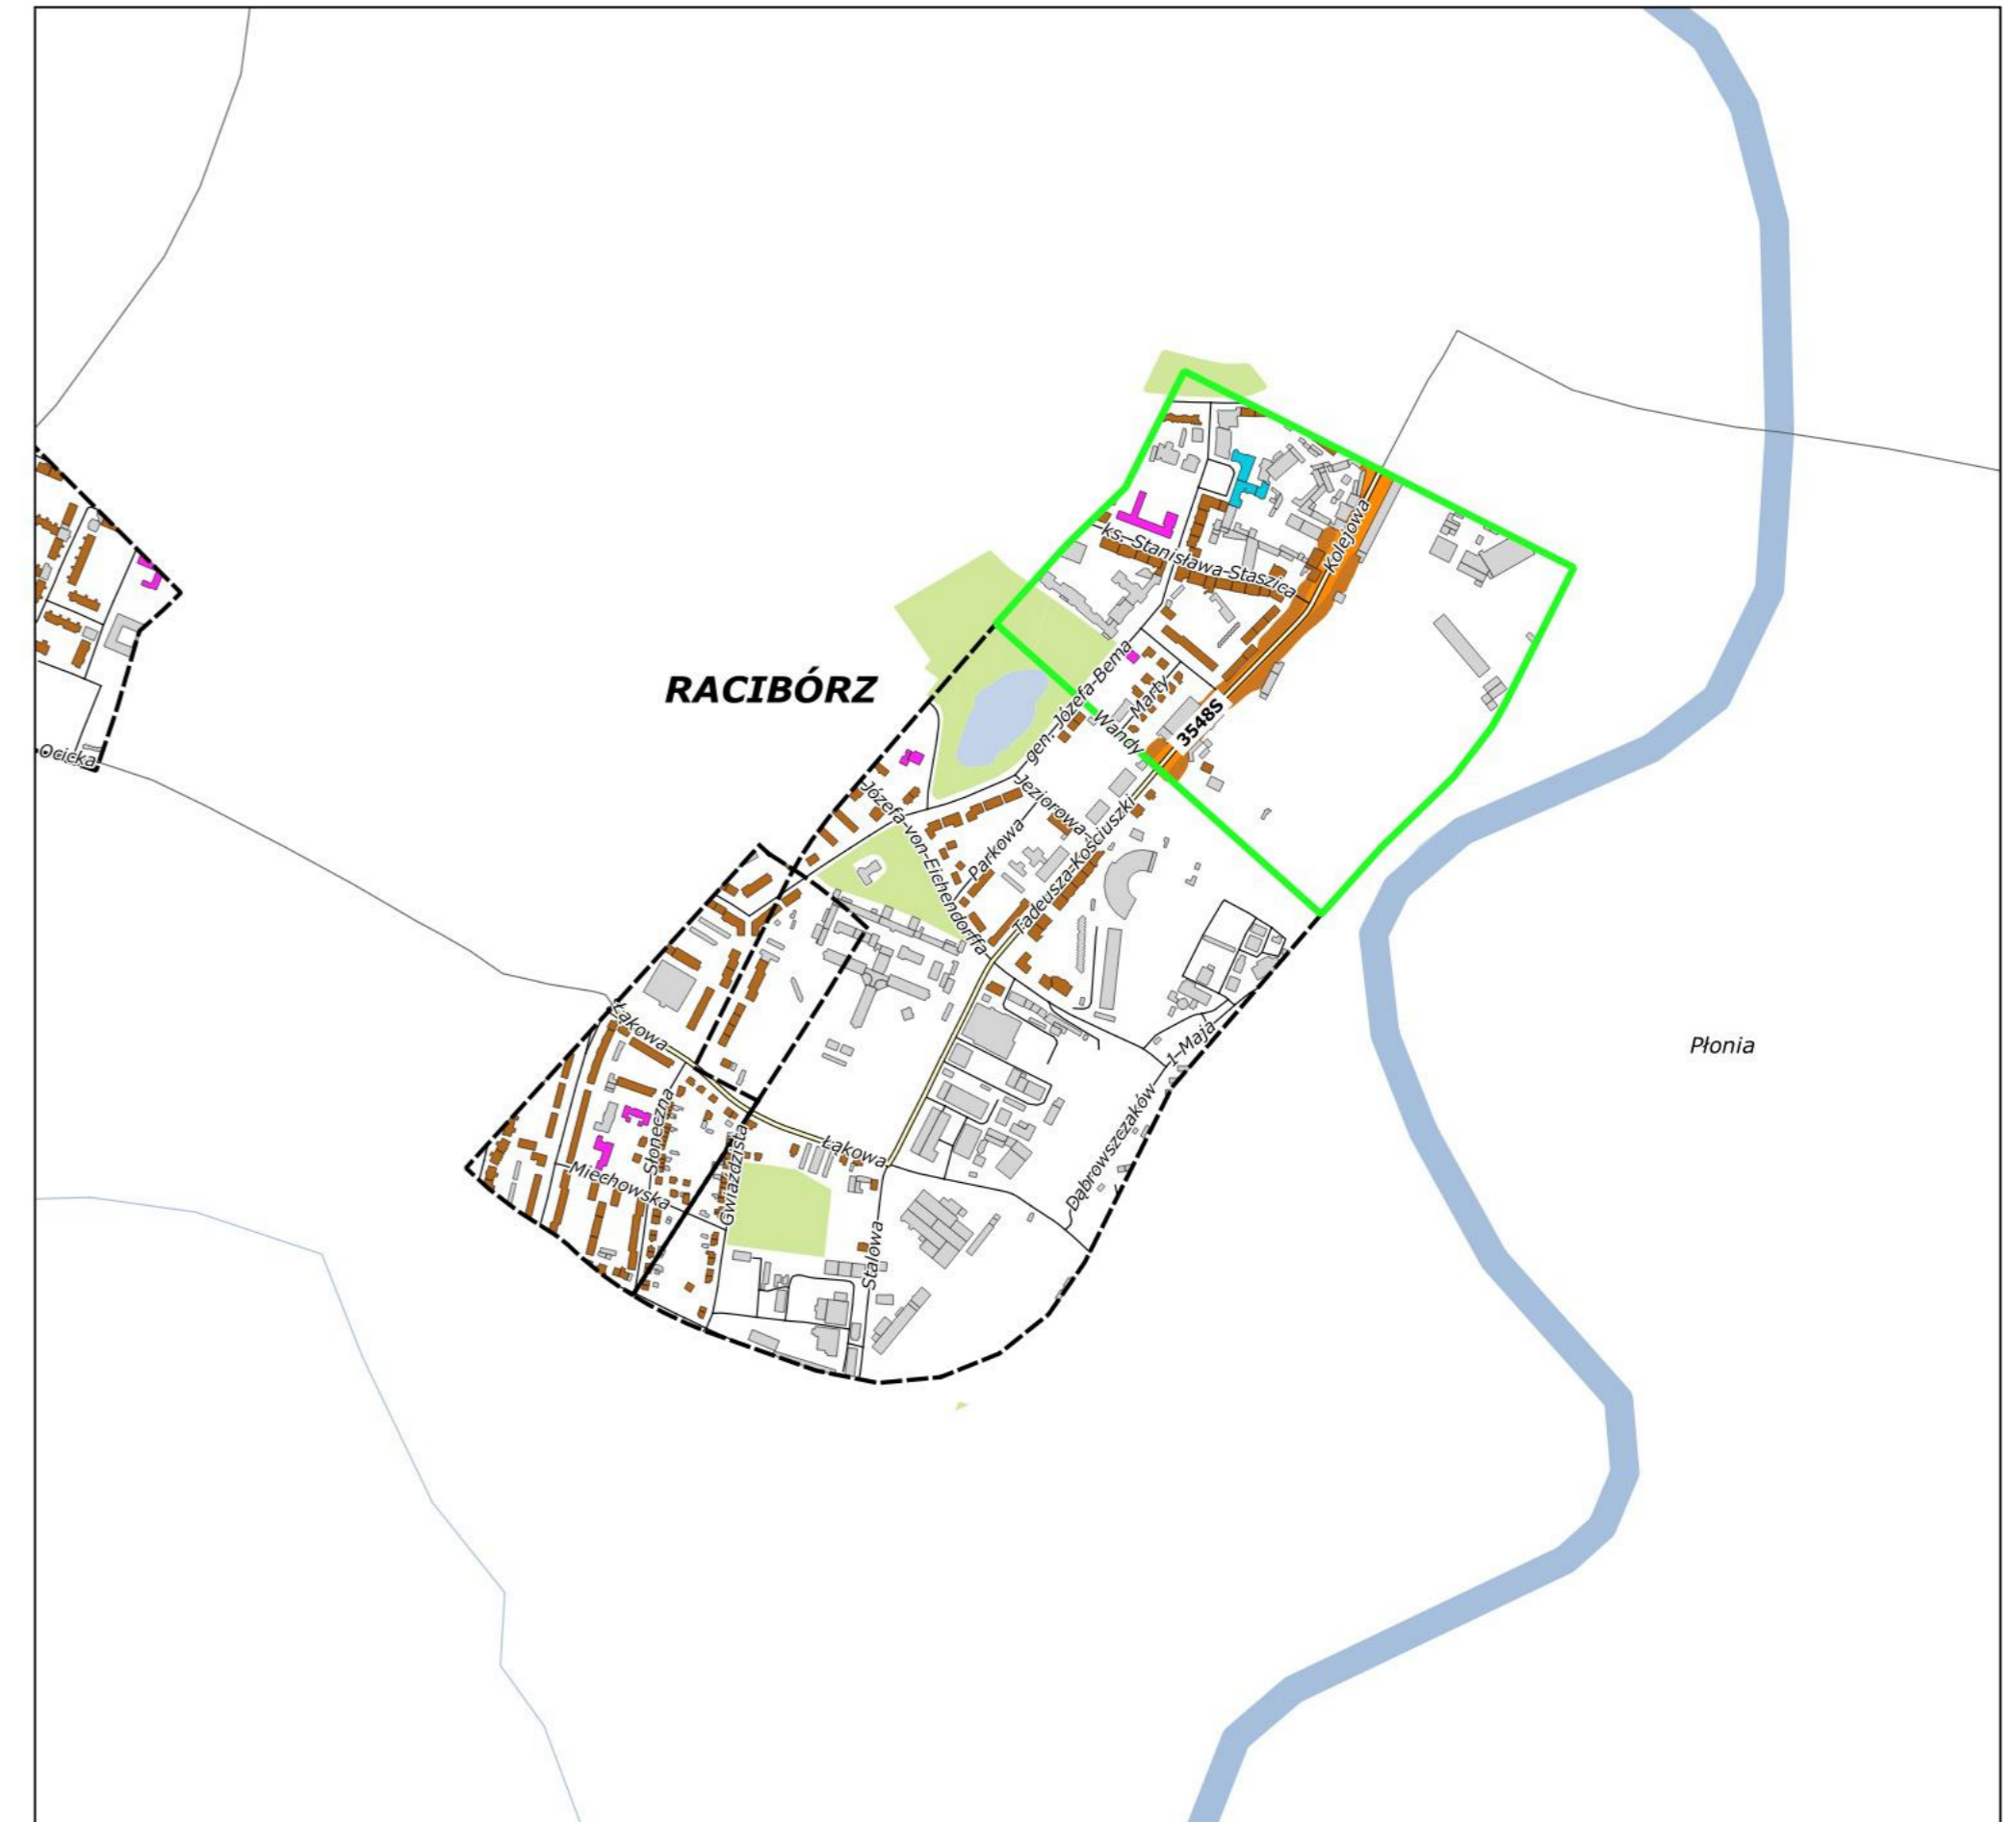 Kolejowa
ks. Stanisława Staszica
RACIBÓRZ
gen. Józefa Bema
Marty
Wandy
3548S
Ocicka
Jeziorowa
Józefa von Eichendorffa
Parkowa
Tadeusza Kościuszki
Łąkowa
1 Maja
Płonia
Słoneczna
Gwiaździsta
Łąkowa
Miechowska
Dąbrowszczaków
Stalowa